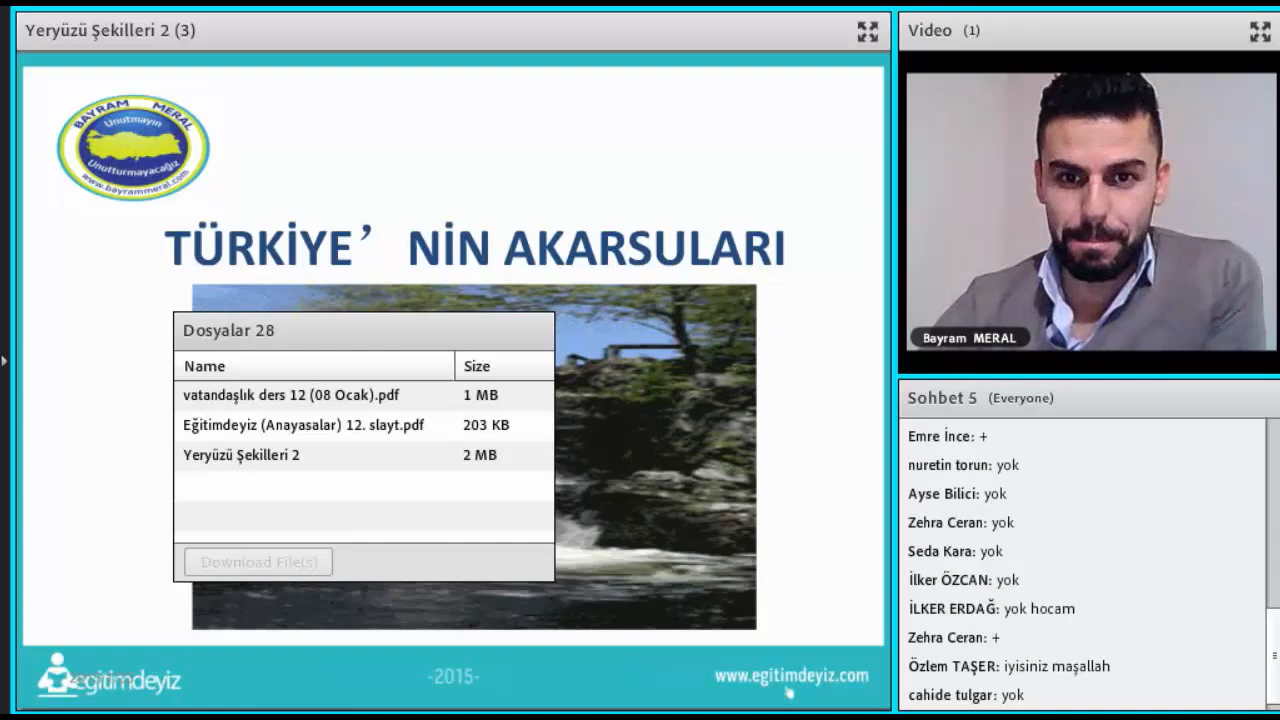 Yeryüzü Şekilleri 2 (3)
BAYRAM MERAL
Unutmayın
Unutturmayacağız
www.bayrammeral.com
TÜRKİYE’ NİN AKARSULARI
Dosyalar 28
Name Size
vatandaşlık ders 12 (08 Ocak).pdf 1 MB
Eğitimdeyiz (Anayasalar) 12. slayt.pdf 203 KB
Yeryüzü Şekilleri 2 2 MB
Download File(s)
egitimdeyiz
-2015-
www.egitimdeyiz.com
Video (1)
Bayram MERAL
Sohbet 5 (Everyone)
Emre İnce: +
nuretin torun: yok
Ayse Bilici: yok
Zehra Ceran: yok
Seda Kara: yok
İlker ÖZCAN: yok
İLKER ERDAĞ: yok hocam
Zehra Ceran: +
Özlem TAŞER: iyisiniz maşallah
cahide tulgar: yok